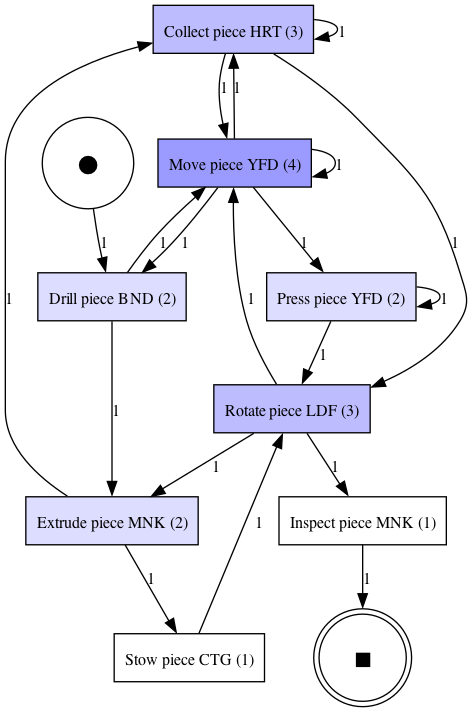 Collect piece HRT (3)
1
1
1
Move piece YFD (4)
1
1
1
1
1
1
Drill piece BND (2)
Press piece YFD (2)
1
1
1
1
1
Rotate piece LDF (3)
1
1
1
Extrude piece MNK (2)
Inspect piece MNK (1)
1
1
1
Stow piece CTG (1)